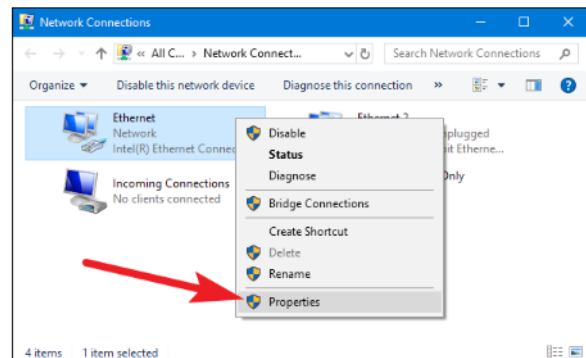 Network Connections
« All C... › Network Connect...
Search Network Connections
Organize
Disable this network device
Diagnose this connection
»
Ethernet
Network
Intel(R) Ethernet Connec
Ethernet 2
plugged
it Etherne...
Incoming Connections
No clients connected
Only
Disable
Status
Diagnose
Bridge Connections
Create Shortcut
Delete
Rename
Properties
4 items
1 item selected